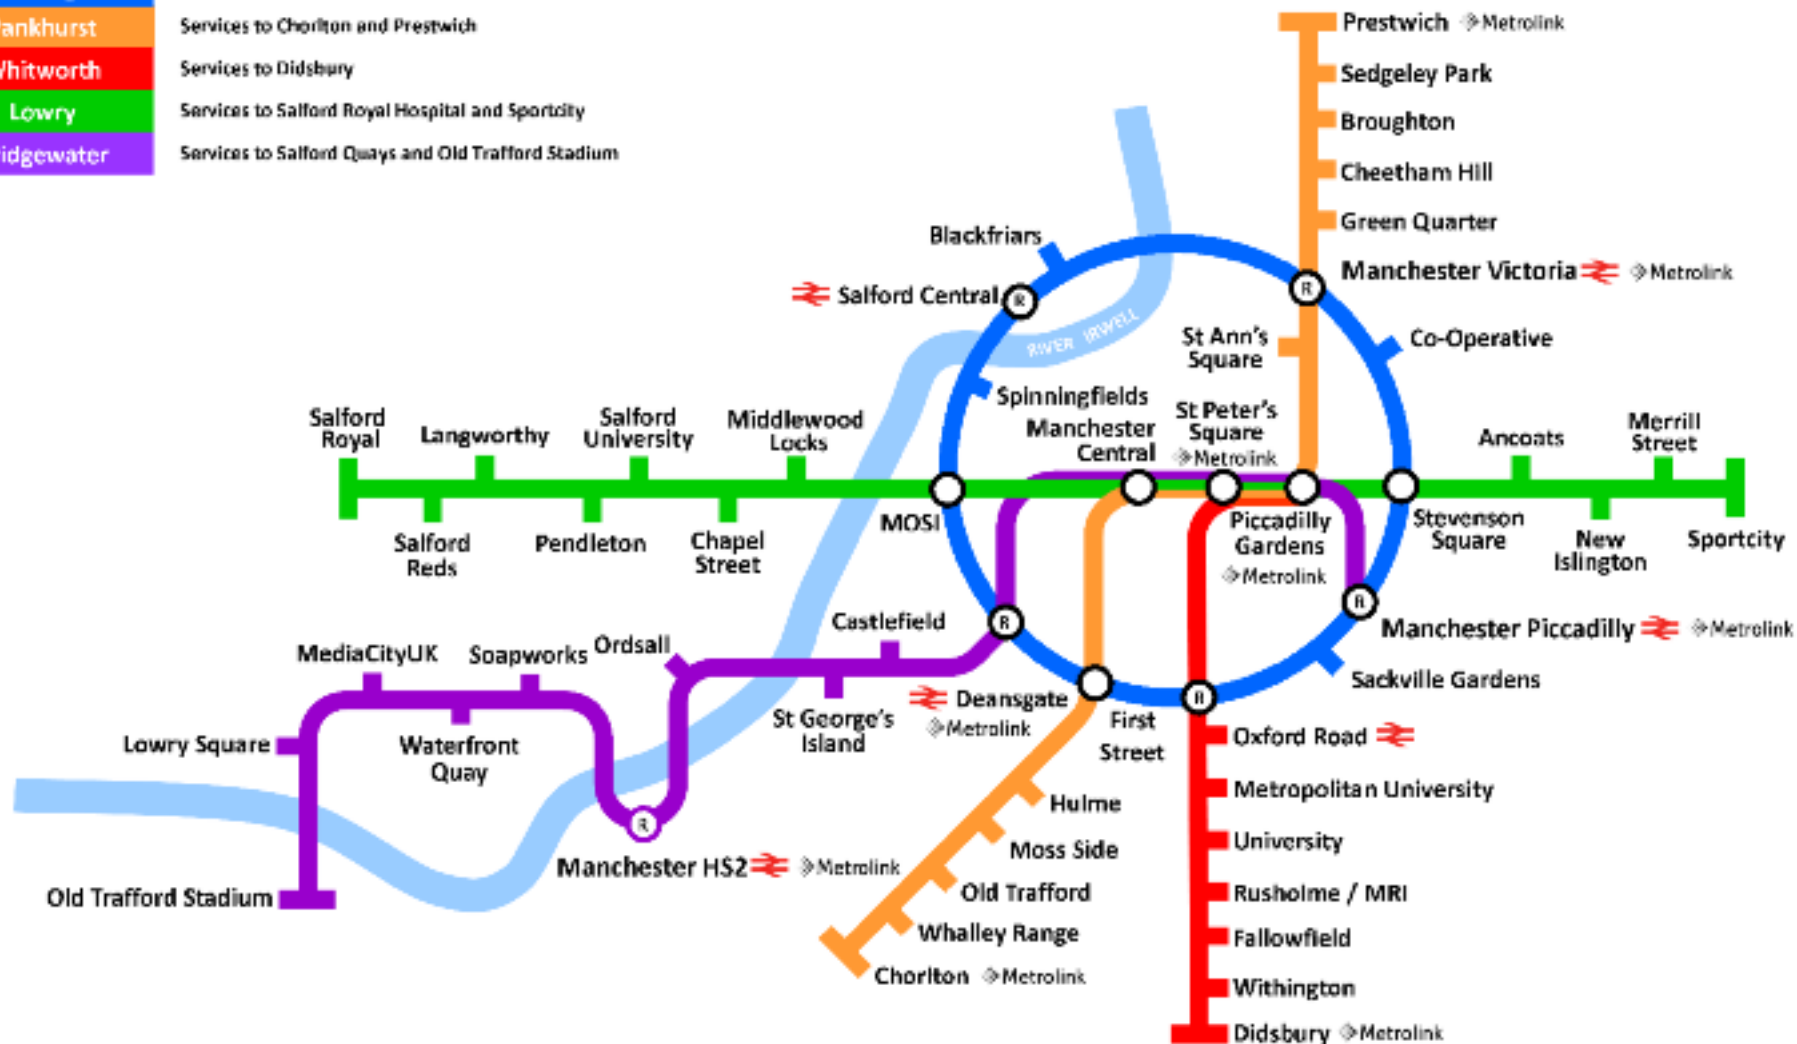 ankhurst Services to Chorlton and Prestwich
hitworth Services to Didsbury
Lowry Services to Salford Royal Hospital and Sportcity
idgewater Services to Salford Quays and Old Trafford Stadium
Prestwich Metrolink
Sedgeley Park
Broughton
Cheetham Hill
Green Quarter
Manchester Victoria Metrolink
Blackfriars
R Salford Central
R
RIVER IRWELL
St Ann's
Square
Co-Operative
Spinningfields
Manchester
Central
St Peter's
Square
Metrolink
Salford
Royal
Langworthy
Salford
University
Middlewood
Locks
Ancoats
Merrill
Street
Salford
Reds
Pendleton
Chapel
Street
MOSI
Piccadilly
Gardens
Metrolink
Stevenson
Square
New
Islington
Sportcity
R
Manchester Piccadilly Metrolink
Sackville Gardens
R
Castlefield
MediaCityUK
Soapworks
Ordsall
Deansgate
Metrolink
St George's
Island
First
Street
R
Lowry Square
Waterfront
Quay
R
Manchester HS2 Metrolink
Old Trafford Stadium
Hulme
Moss Side
Old Trafford
Whalley Range
Chorlton Metrolink
Oxford Road
Metropolitan University
University
Rusholme / MRI
Fallowfield
Withington
Didsbury Metrolink